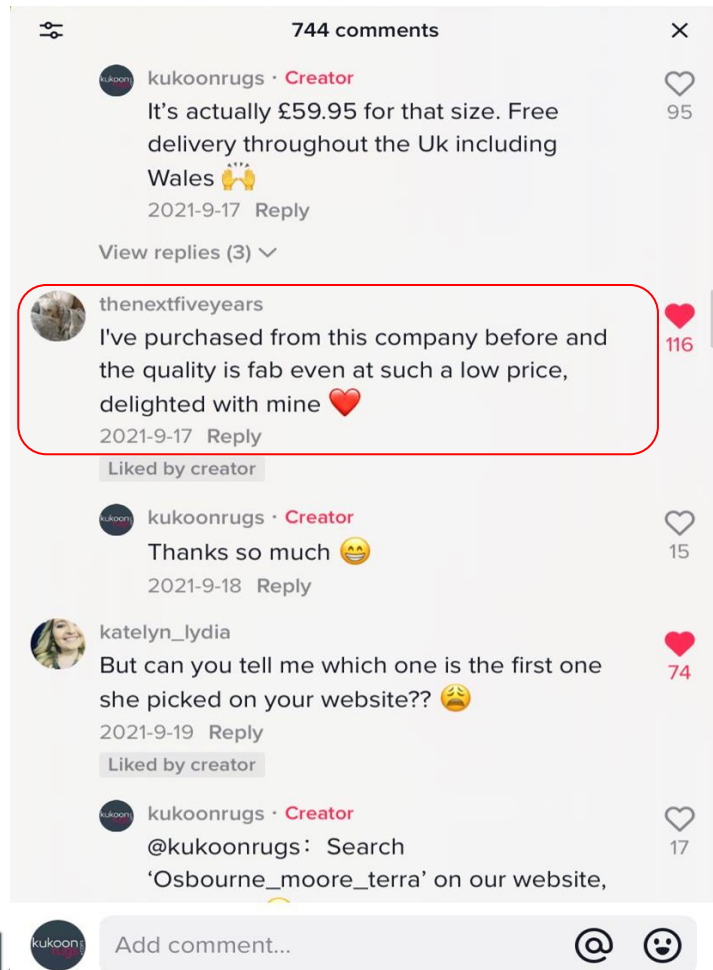 744 comments
kukoonrugs · Creator
It’s actually £59.95 for that size. Free
delivery throughout the Uk including
Wales 🙌
95
2021-9-17 Reply
View replies (3)
thenextfiveyears
I've purchased from this company before and
the quality is fab even at such a low price,
delighted with mine ❤️
116
2021-9-17 Reply
Liked by creator
kukoonrugs · Creator
Thanks so much 😁
15
2021-9-18 Reply
katelyn_lydia
But can you tell me which one is the first one
she picked on your website?? 😩
74
2021-9-19 Reply
Liked by creator
kukoonrugs · Creator
@kukoonrugs： Search
17
‘Osbourne_moore_terra’ on our website,
kukoon
rugs
Add comment...